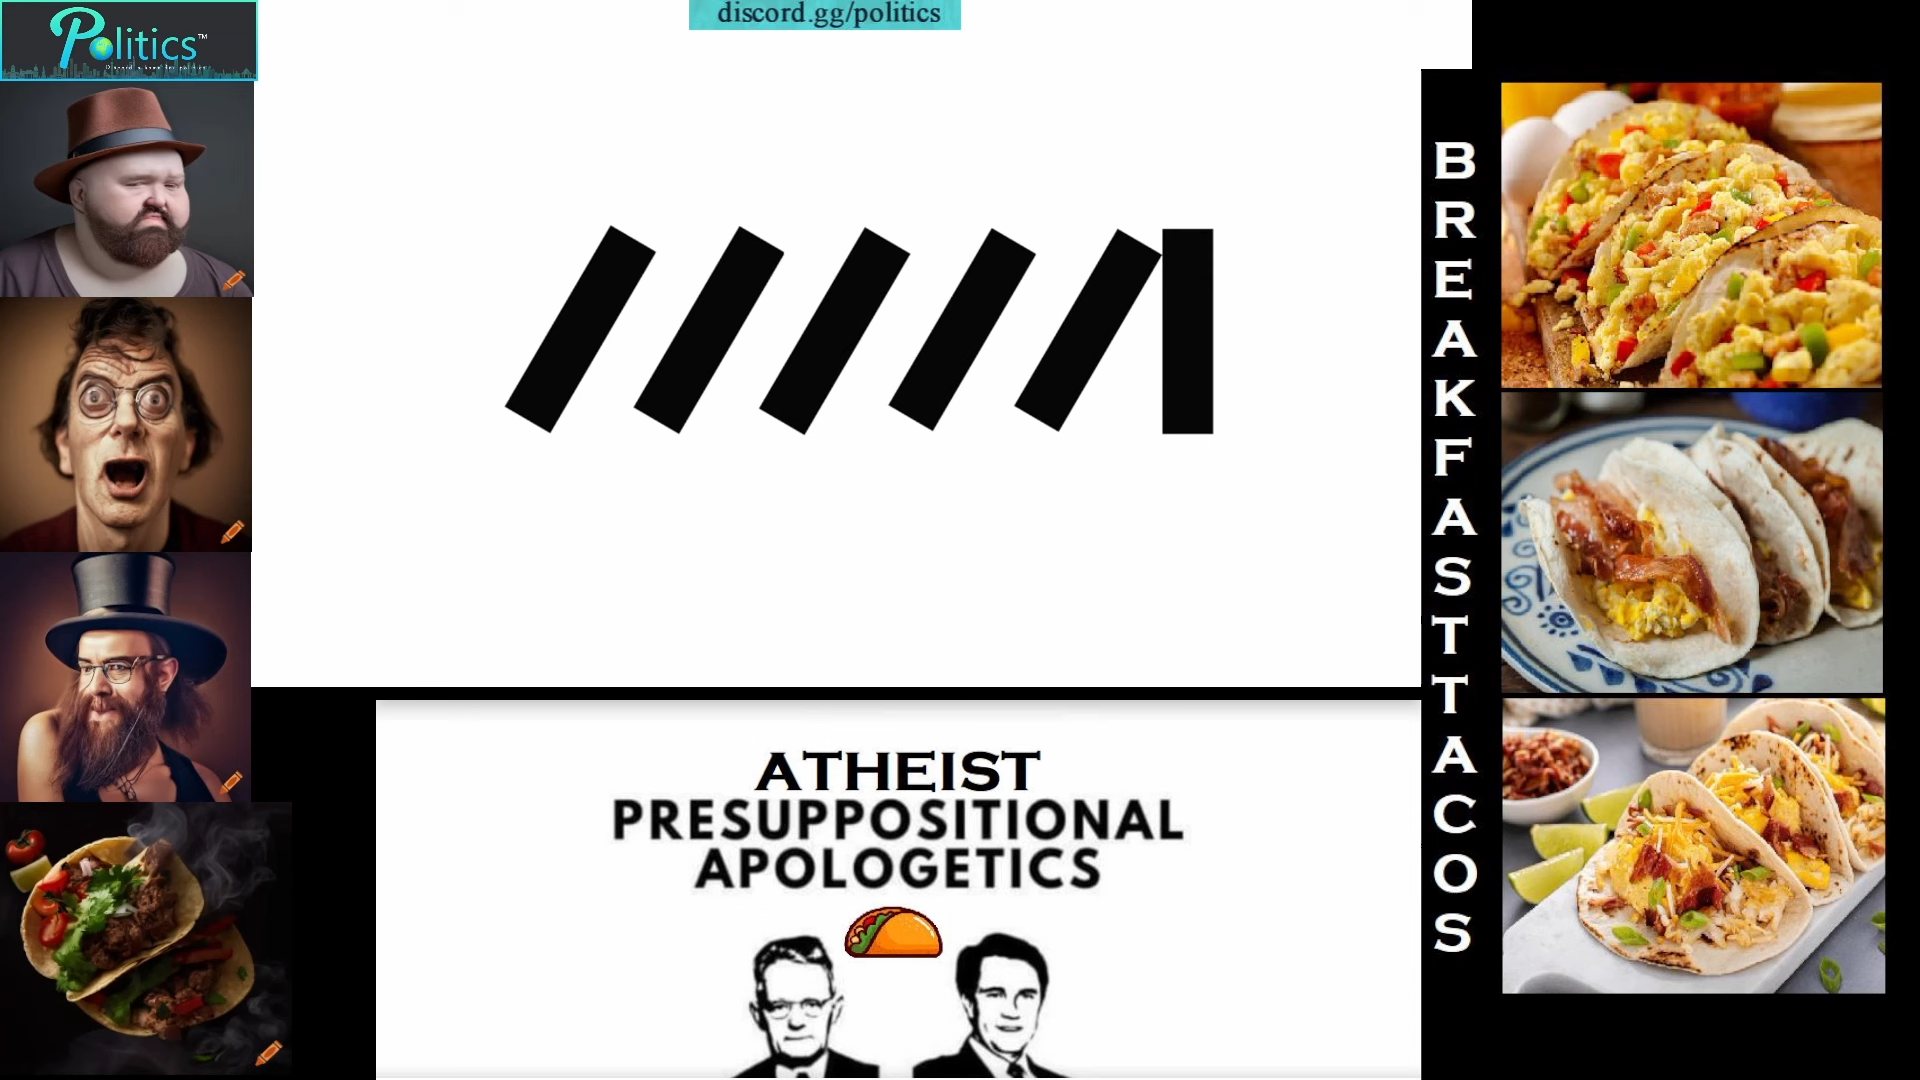 discord.gg/politics
Politics™
BREAKFAST TACOS
ATHEIST
PRESUPPOSITIONAL
APOLOGETICS